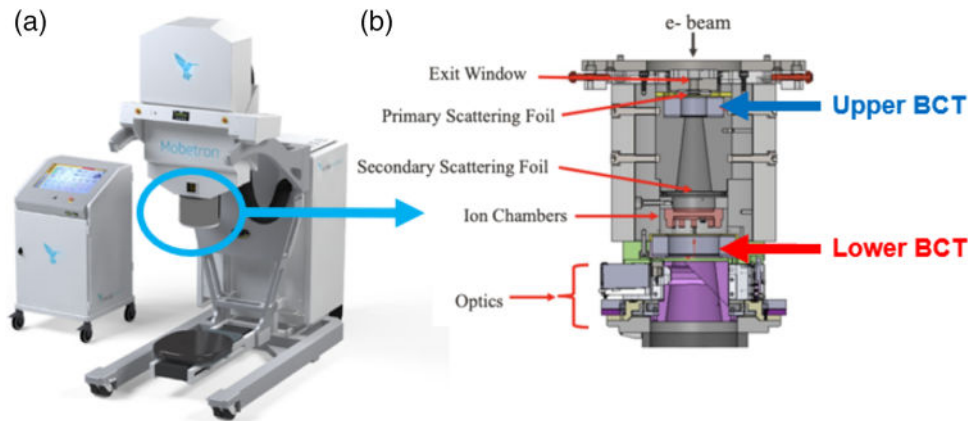 (a)
Mobetron
(b)
e- beam
Exit Window
Primary Scattering Foil
Upper BCT
Secondary Scattering Foil
Ion Chambers
Lower BCT
Optics